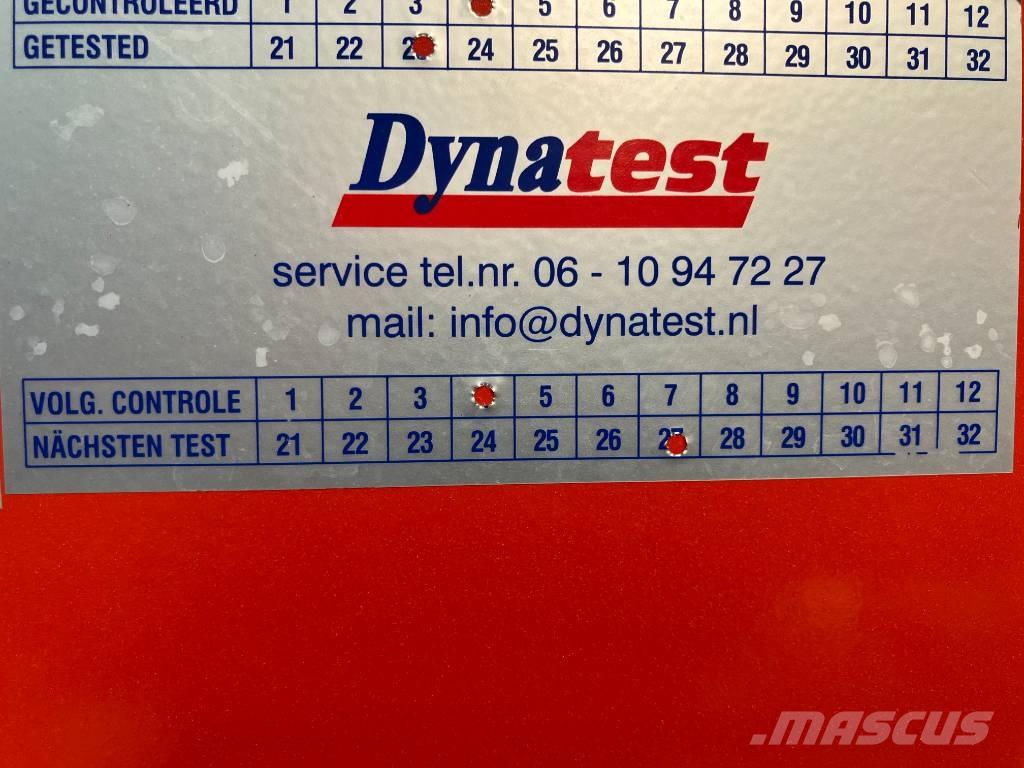 GECONTROLEERD 1 2 3 5 6 7 8 9 10 11 12
GETESTED 21 22 23 24 25 26 27 28 29 30 31 32
Dynatest
service tel.nr. 06 - 10 94 72 27
mail: info@dynatest.nl
VOLG. CONTROLE 1 2 3 5 6 7 8 9 10 11 12
NÄCHSTEN TEST 21 22 23 24 25 26 27 28 29 30 31 32
.MASCUS